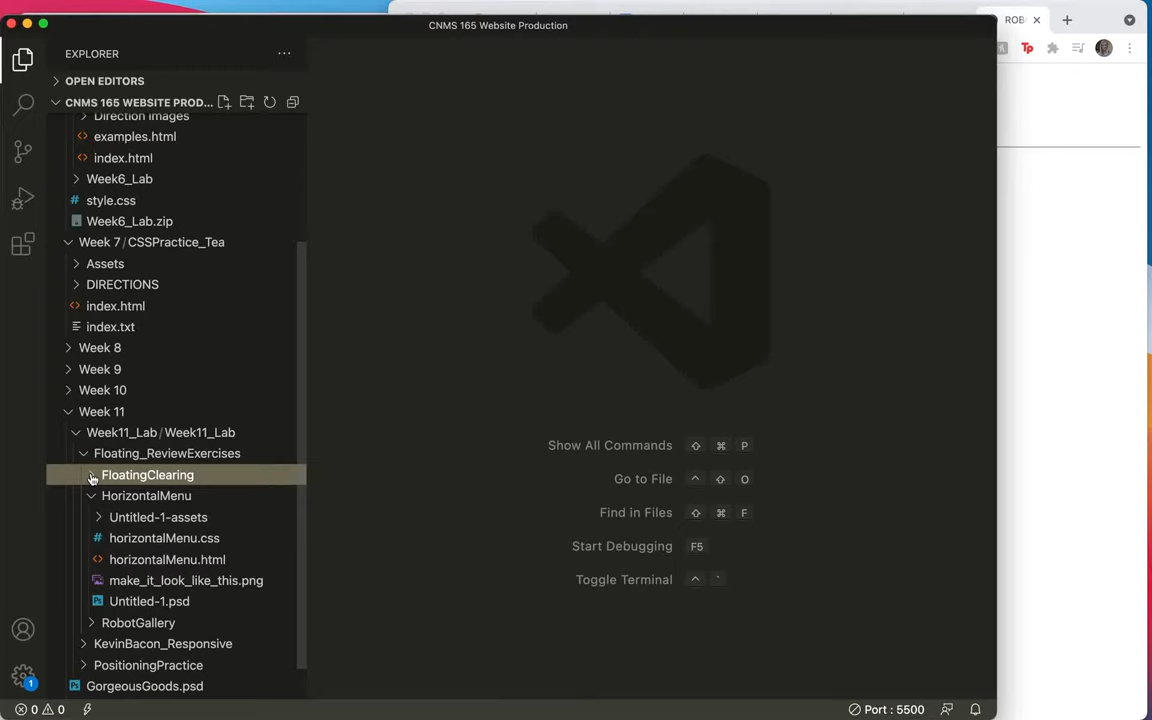 CNMS 165 Website Production
ROB
Tp
EXPLORER
OPEN EDITORS
CNMS 165 WEBSITE PROD...
Direction images
examples.html
index.html
Week6_Lab
style.css
Week6_Lab.zip
Week 7 / CSSPractice_Tea
Assets
DIRECTIONS
index.html
index.txt
Week 8
Week 9
Week 10
Week 11
Week11_Lab / Week11_Lab
Floating_ReviewExercises
FloatingClearing
HorizontalMenu
Untitled-1-assets
horizontalMenu.css
horizontalMenu.html
make_it_look_like_this.png
Untitled-1.psd
RobotGallery
KevinBacon_Responsive
PositioningPractice
GorgeousGoods.psd
Show All Commands ⇧ ⌘ P
Go to File ^ ⇧ O
Find in Files ⇧ ⌘ F
Start Debugging F5
Toggle Terminal ^ `
1
0 0
Port : 5500